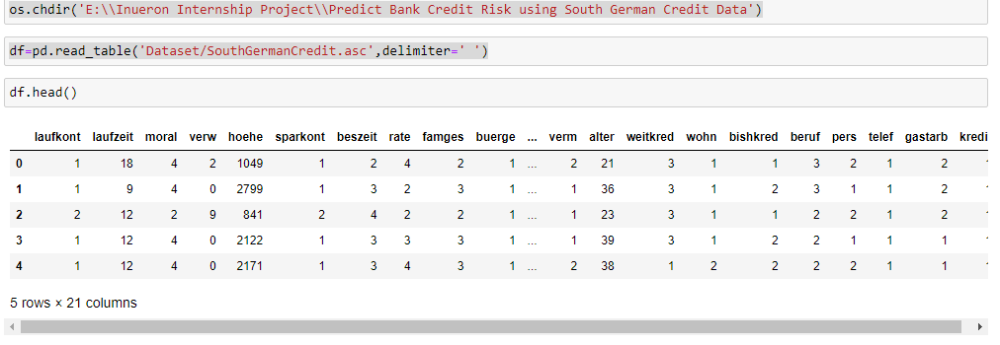 os.chdir('E:\\Inueron Internship Project\\Predict Bank Credit Risk using South German Credit Data')
df=pd.read_table('Dataset/SouthGermanCredit.asc',delimiter=' ')
df.head()
laufkont laufzeit moral verw hoehe sparkont beszeit rate famges buerge ... verm alter weitkred wohn bishkred beruf pers telef gastarb kredi
0 1 18 4 2 1049 1 2 4 2 1 ... 2 21 3 1 1 3 2 1 2
1 1 9 4 0 2799 1 3 2 3 1 ... 1 36 3 1 2 3 1 1 2
2 2 12 2 9 841 2 4 2 2 1 ... 1 23 3 1 1 2 2 1 2
3 1 12 4 0 2122 1 3 3 3 1 ... 1 39 3 1 2 2 1 1 1
4 1 12 4 0 2171 1 3 4 3 1 ... 2 38 1 2 2 2 2 1 1
5 rows × 21 columns